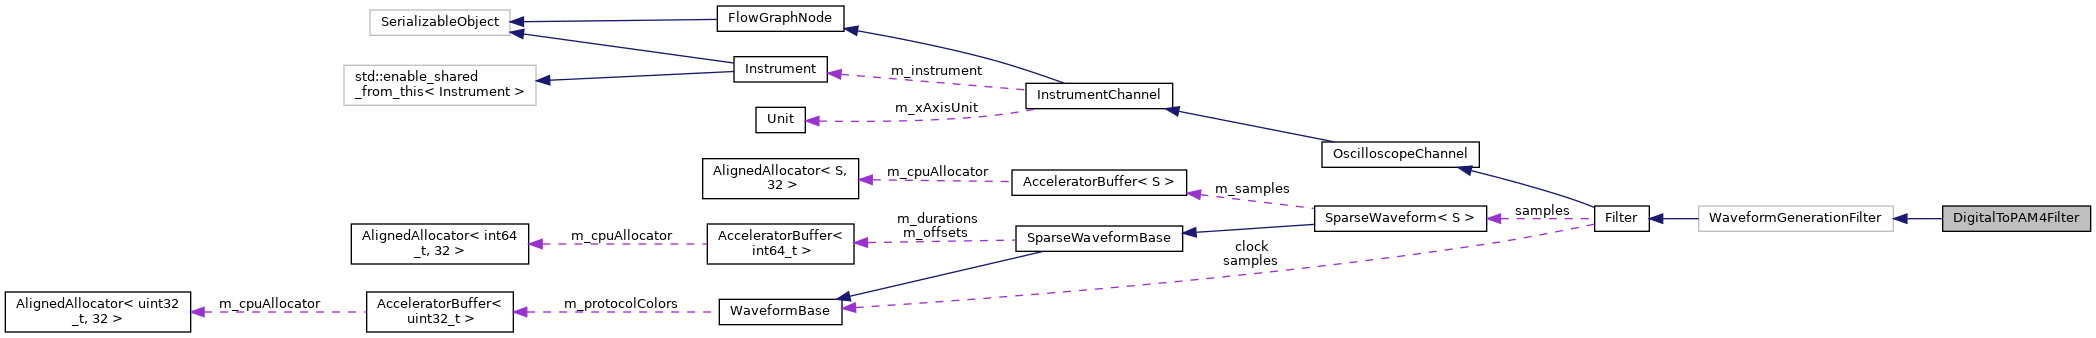 SerializableObject
FlowGraphNode
std::enable_shared
_from_this< Instrument >
Instrument
m_instrument
InstrumentChannel
Unit
m_xAxisUnit
OscilloscopeChannel
AlignedAllocator< S,
32 >
m_cpuAllocator
AcceleratorBuffer< S >
m_samples
SparseWaveform< S >
samples
Filter
WaveformGenerationFilter
DigitalToPAM4Filter
AlignedAllocator< int64
_t, 32 >
m_cpuAllocator
AcceleratorBuffer<
int64_t >
m_durations
m_offsets
SparseWaveformBase
clock
samples
AlignedAllocator< uint32
_t, 32 >
m_cpuAllocator
AcceleratorBuffer<
uint32_t >
m_protocolColors
WaveformBase